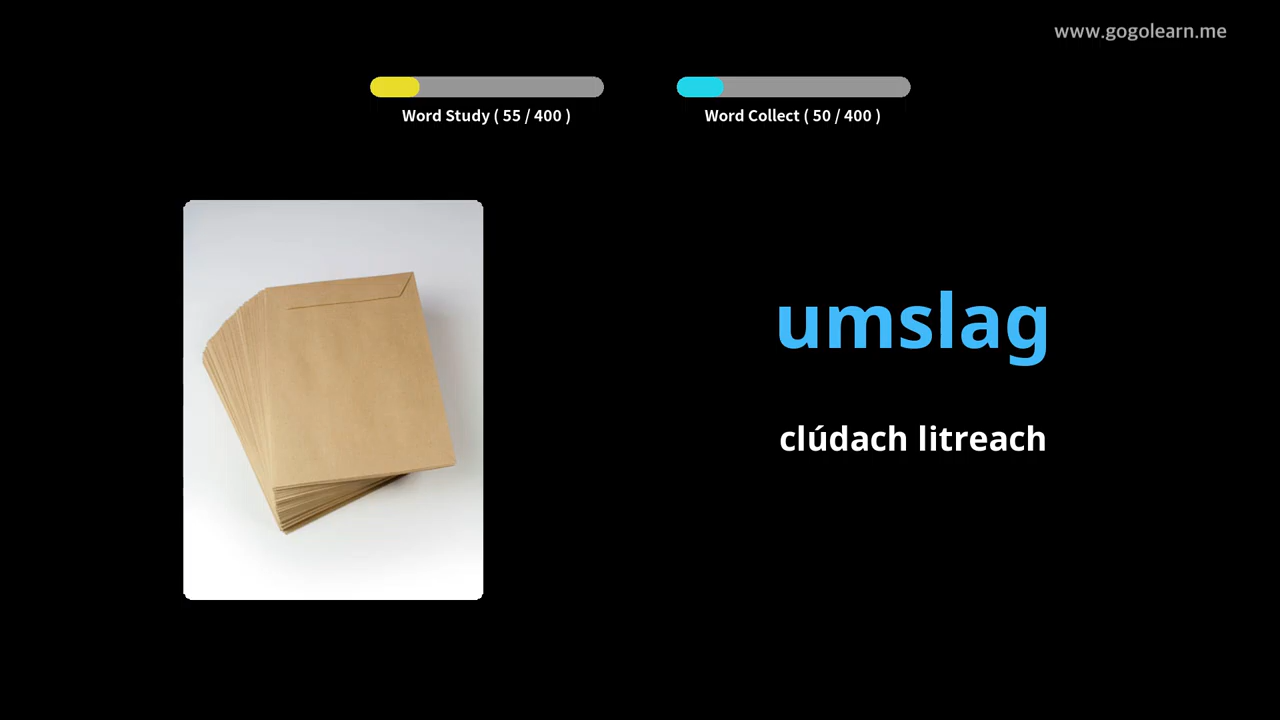 www.gogolearn.me
Word Study ( 55 / 400 )
Word Collect ( 50 / 400 )
umslag
clúdach litreach